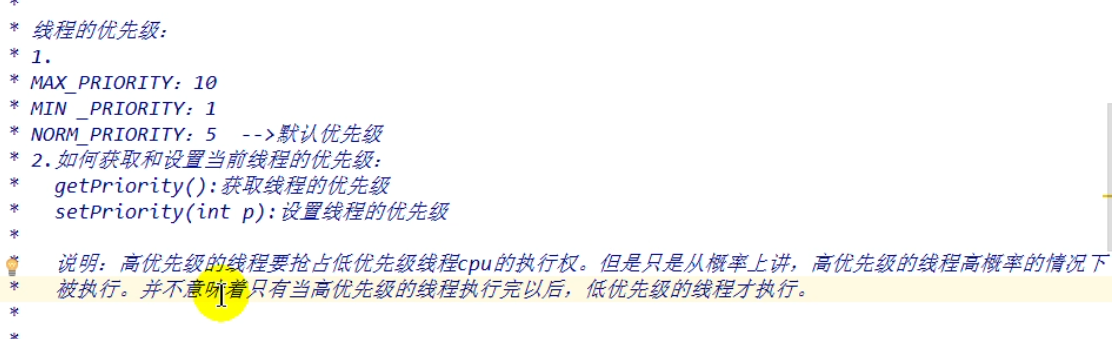 *
* 线程的优先级：
* 1.
* MAX_PRIORITY：10
* MIN _PRIORITY：1
* NORM_PRIORITY：5  -->默认优先级
* 2.如何获取和设置当前线程的优先级：
*   getPriority():获取线程的优先级
*   setPriority(int p):设置线程的优先级
*
*   说明：高优先级的线程要抢占低优先级线程cpu的执行权。但是只是从概率上讲，高优先级的线程高概率的情况下
*   被执行。并不意味着只有当高优先级的线程执行完以后，低优先级的线程才执行。
*
*